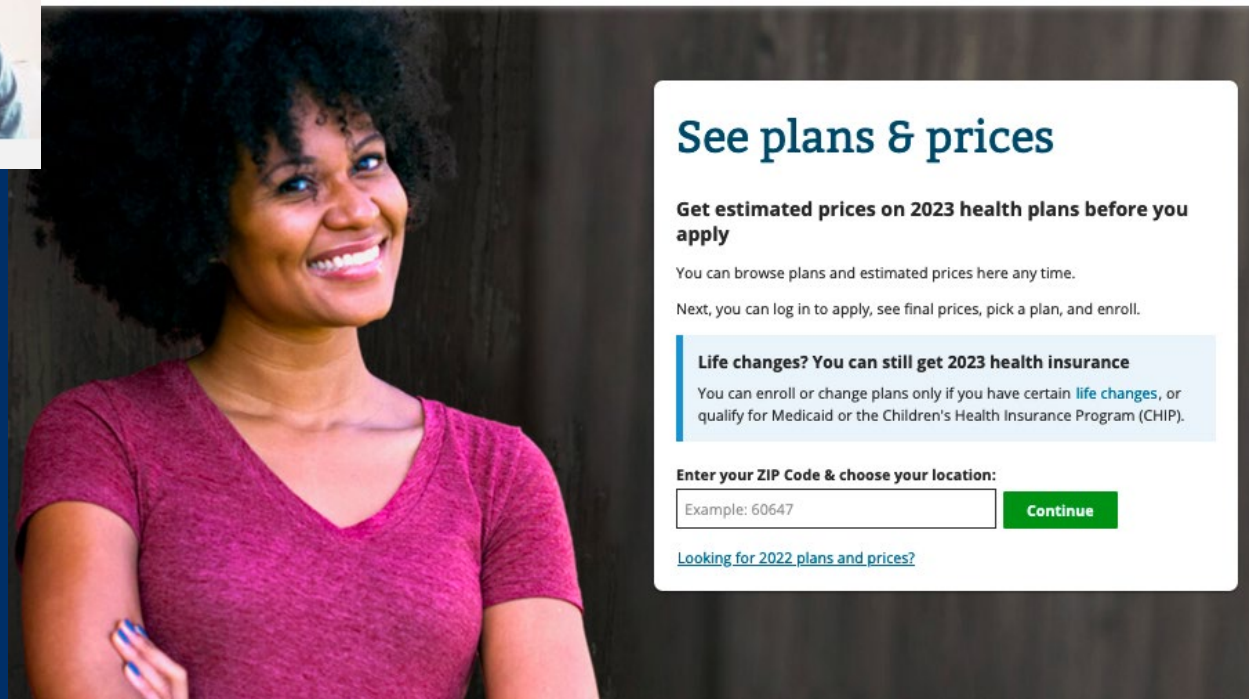 See plans & prices
Get estimated prices on 2023 health plans before you
apply
You can browse plans and estimated prices here any time.
Next, you can log in to apply, see final prices, pick a plan, and enroll.
Life changes? You can still get 2023 health insurance
You can enroll or change plans only if you have certain life changes, or
qualify for Medicaid or the Children's Health Insurance Program (CHIP).
Enter your ZIP Code & choose your location:
Example: 60647
Continue
Looking for 2022 plans and prices?